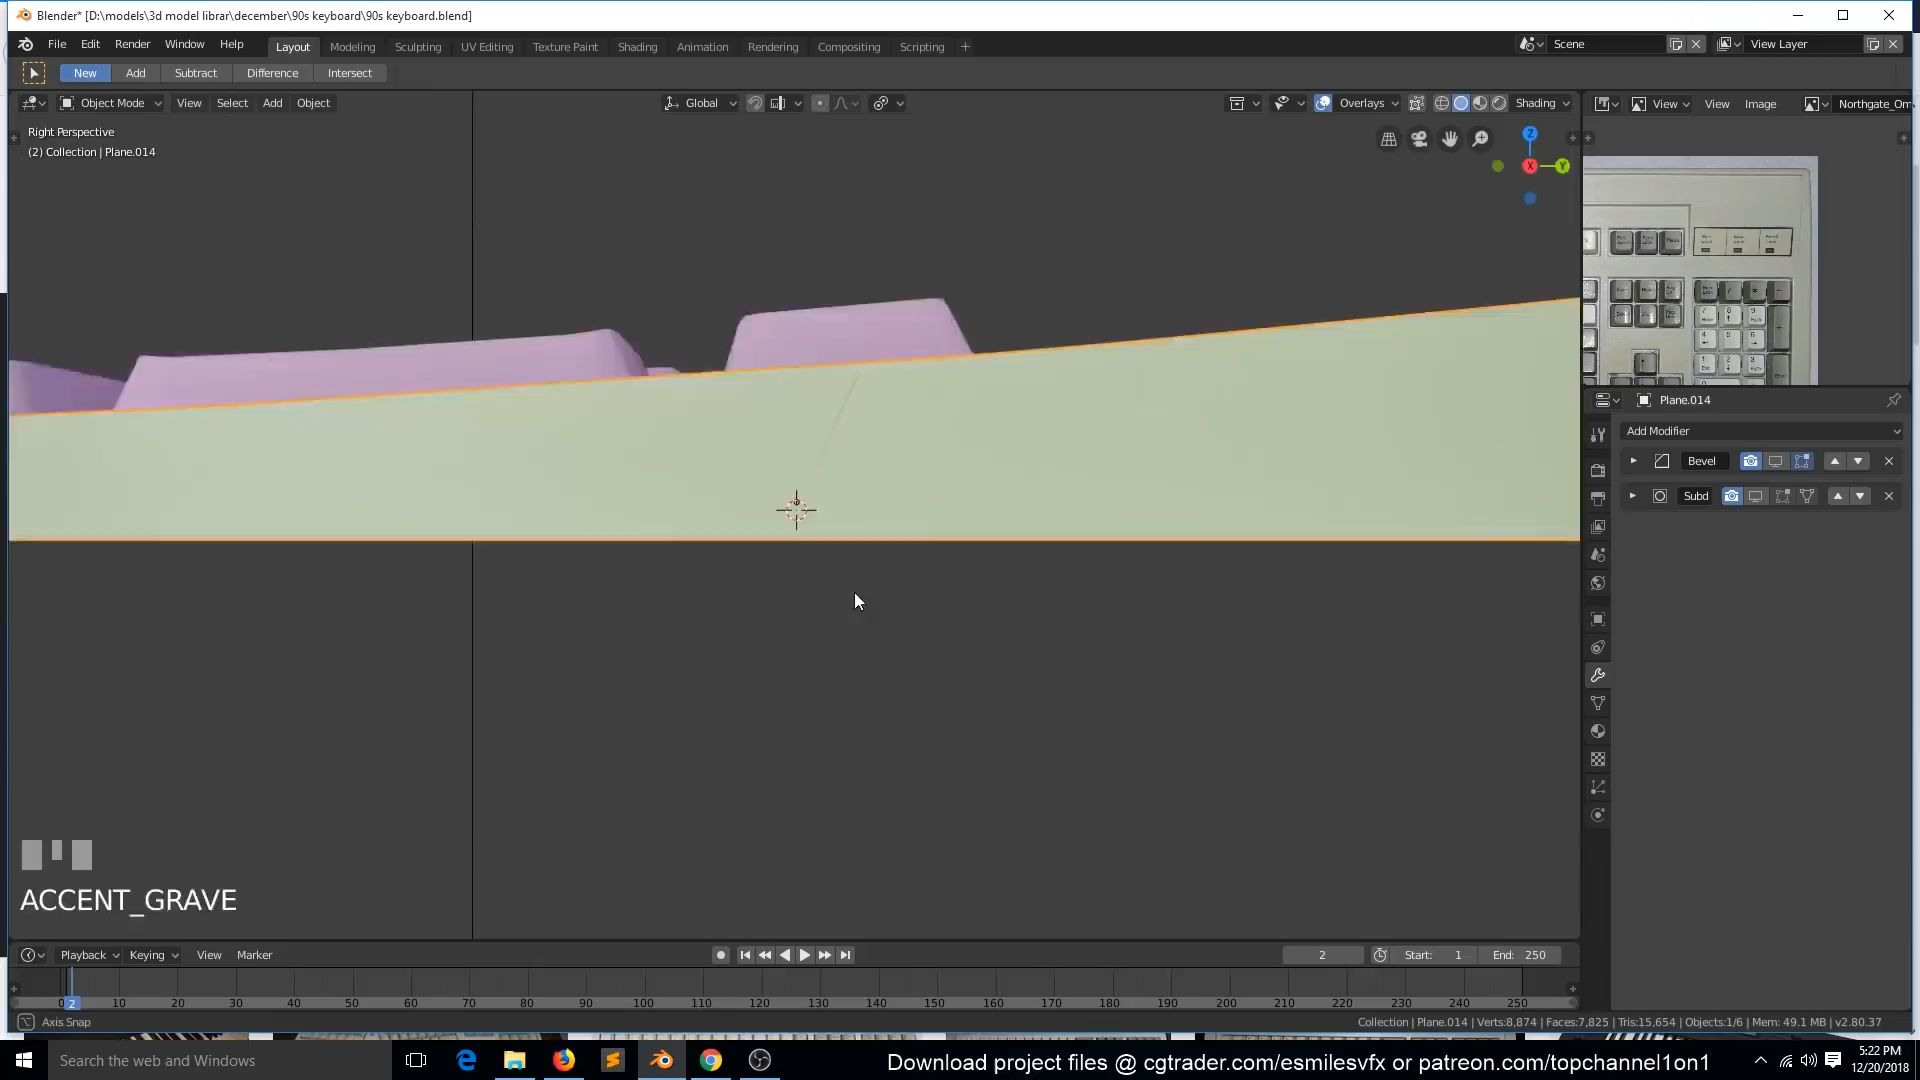 Blender* [D:\models\3d model librar\december\90s keyboard\90s keyboard.blend]
File Edit Render Window Help Layout Modeling Sculpting UV Editing Texture Paint Shading Animation Rendering Compositing Scripting + Scene View Layer
New Add Subtract Difference Intersect
Object Mode View Select Add Object Global Overlays Shading View View Image Northgate_Om
Right Perspective
(2) Collection | Plane.014
Z
X
Y
Plane.014
Add Modifier
Bevel
Subd
ACCENT_GRAVE
Playback Keying View Marker 2 Start: 1 End: 250
0 2 10 20 30 40 50 60 70 80 90 100 110 120 130 140 150 160 170 180 190 200 210 220 230 240 250
Axis Snap Collection | Plane.014 | Verts:8,874 | Faces:7,825 | Tris:15,654 | Objects:1/6 | Mem: 49.1 MB | v2.80.37
Search the web and Windows Download project files @ cgtrader.com/esmilesvfx or patreon.com/topchannel1on1 5:22 PM
12/20/2018